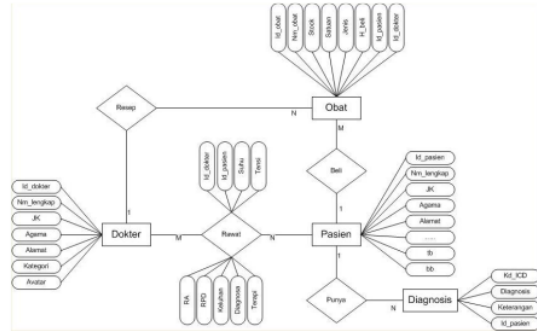 Id_obat
Nm_obat
Stock
Satuan
Jenis
H_beli
Id_pasien
Id_dokter
Resep
N
Obat
M
Id_dokter
Id_pasien
Suhu
Tensi
Beli
Id_pasien
Nm_lengkap
JK
Agama
Alamat
......
tb
bb
Id_dokter
Nm_lengkap
JK
Agama
Alamat
Kategori
Avatar
1
Dokter
M
Rawat
N
1
Pasien
1
RA
RPD
Keluhan
Diagnosa
Terapi
Punya
N
Diagnosis
Kd_ICD
Diagnosis
Keterangan
Id_pasien